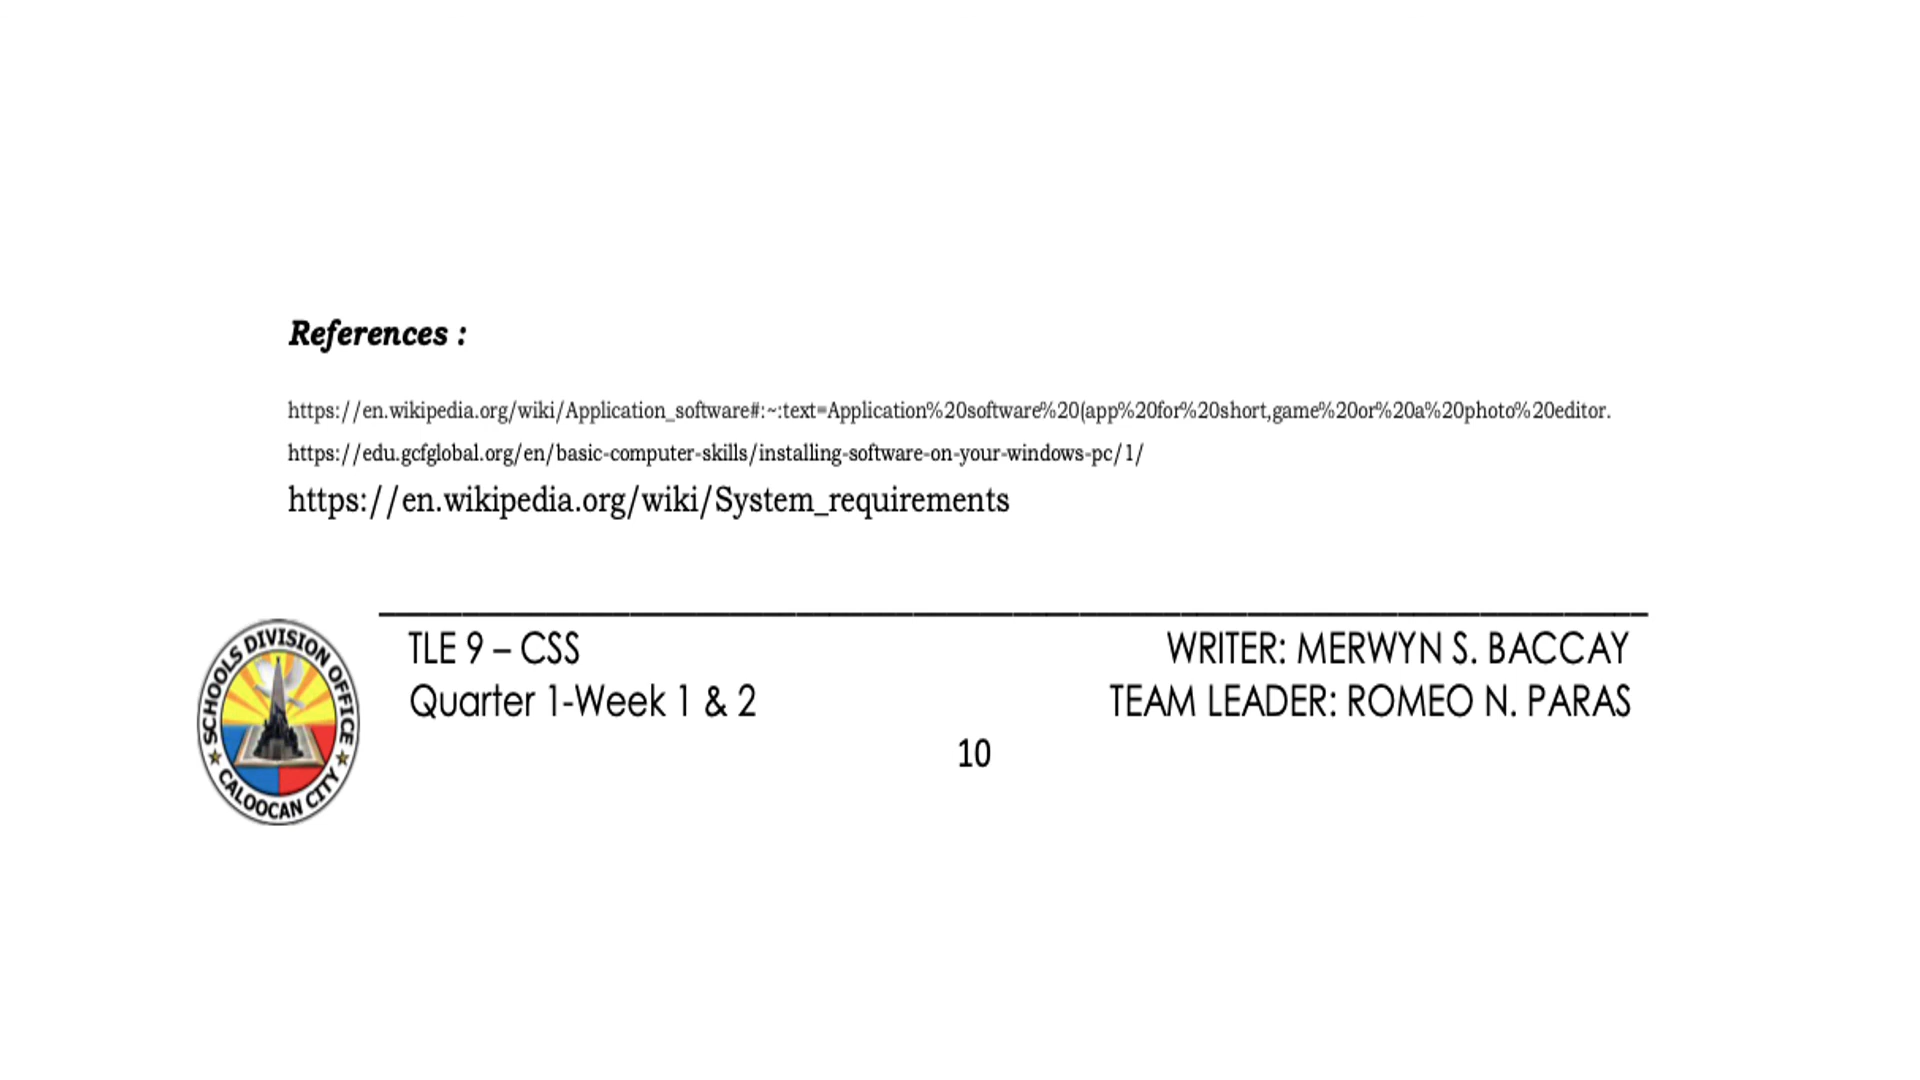 References :
https://en.wikipedia.org/wiki/Application_software#:~:text=Application%20software%20(app%20for%20short,game%20or%20a%20photo%20editor.
https://edu.gcfglobal.org/en/basic-computer-skills/installing-software-on-your-windows-pc/1/
https://en.wikipedia.org/wiki/System_requirements
SCHOOLS DIVISION OFFICE
CALOOCAN CITY
TLE 9 – CSS
WRITER: MERWYN S. BACCAY
Quarter 1-Week 1 & 2
TEAM LEADER: ROMEO N. PARAS
10